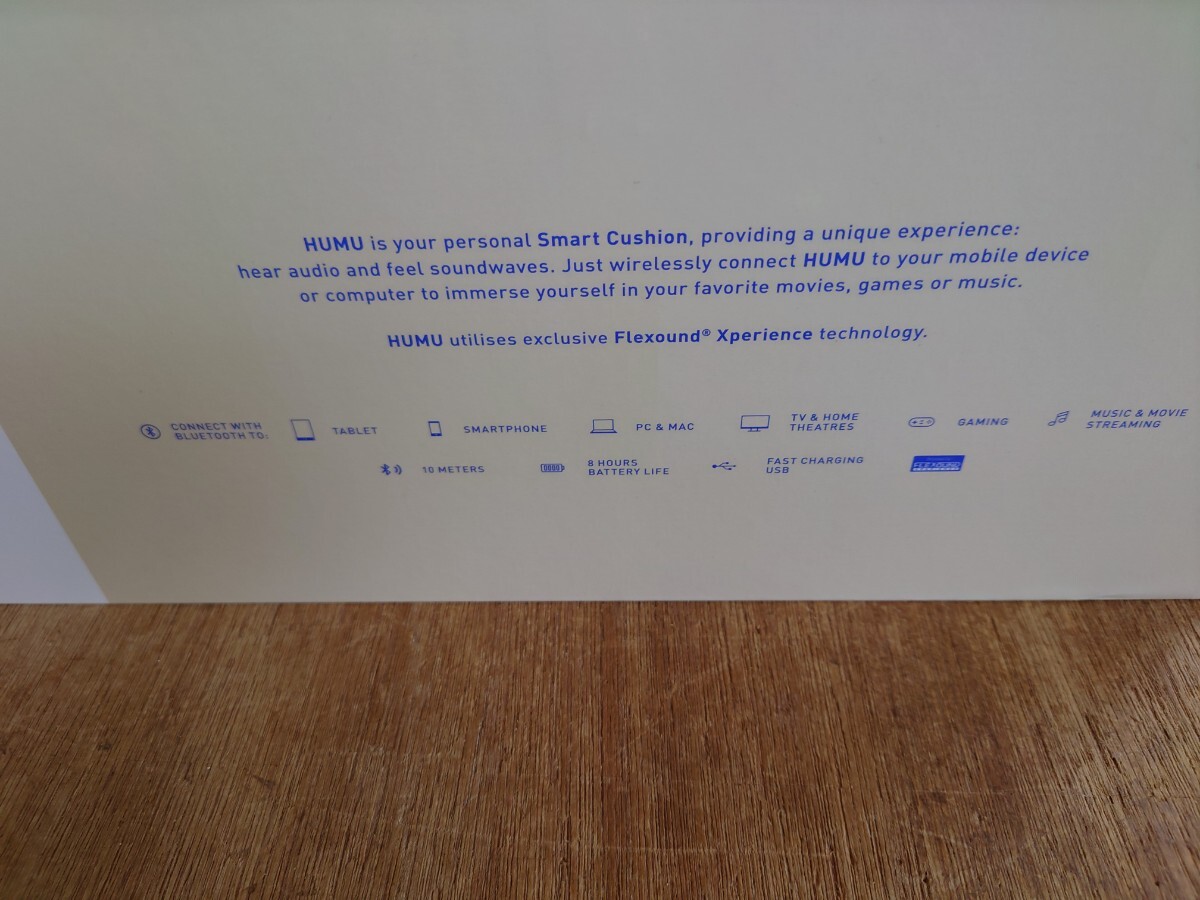 HUMU is your personal Smart Cushion, providing a unique experience:
hear audio and feel soundwaves. Just wirelessly connect HUMU to your mobile device
or computer to immerse yourself in your favorite movies, games or music.
HUMU utilises exclusive Flexound® Xperience technology.
CONNECT WITH
BLUETOOTH TO:
TABLET
SMARTPHONE
PC & MAC
TV & HOME
THEATRES
GAMING
MUSIC & MOVIE
STREAMING
10 METERS
8 HOURS
BATTERY LIFE
FAST CHARGING
USB
FLEXOUND